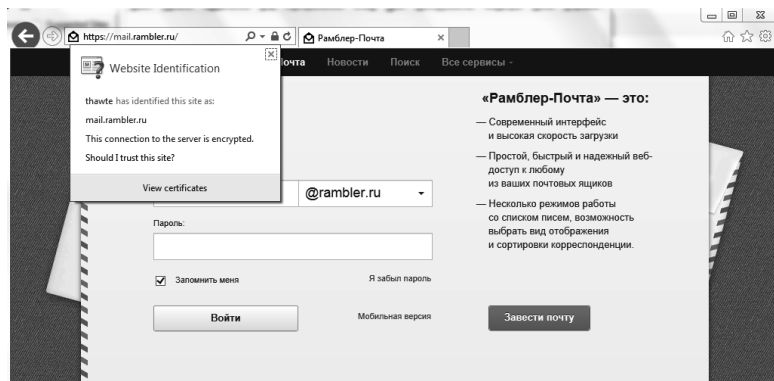 https://mail.rambler.ru/
Рамблер-Почта
очта Новости Поиск Все сервисы
Website Identification
thawte has identified this site as:
mail.rambler.ru
This connection to the server is encrypted.
Should I trust this site?
View certificates
@rambler.ru
Пароль:
Запомнить меня
Я забыл пароль
Войти
Мобильная версия
«Рамблер-Почта» — это:
— Современный интерфейс
и высокая скорость загрузки
— Простой, быстрый и надежный веб-
доступ к любому
из ваших почтовых ящиков
— Несколько режимов работы
со списком писем, возможность
выбрать вид отображения
и сортировки корреспонденции.
Завести почту